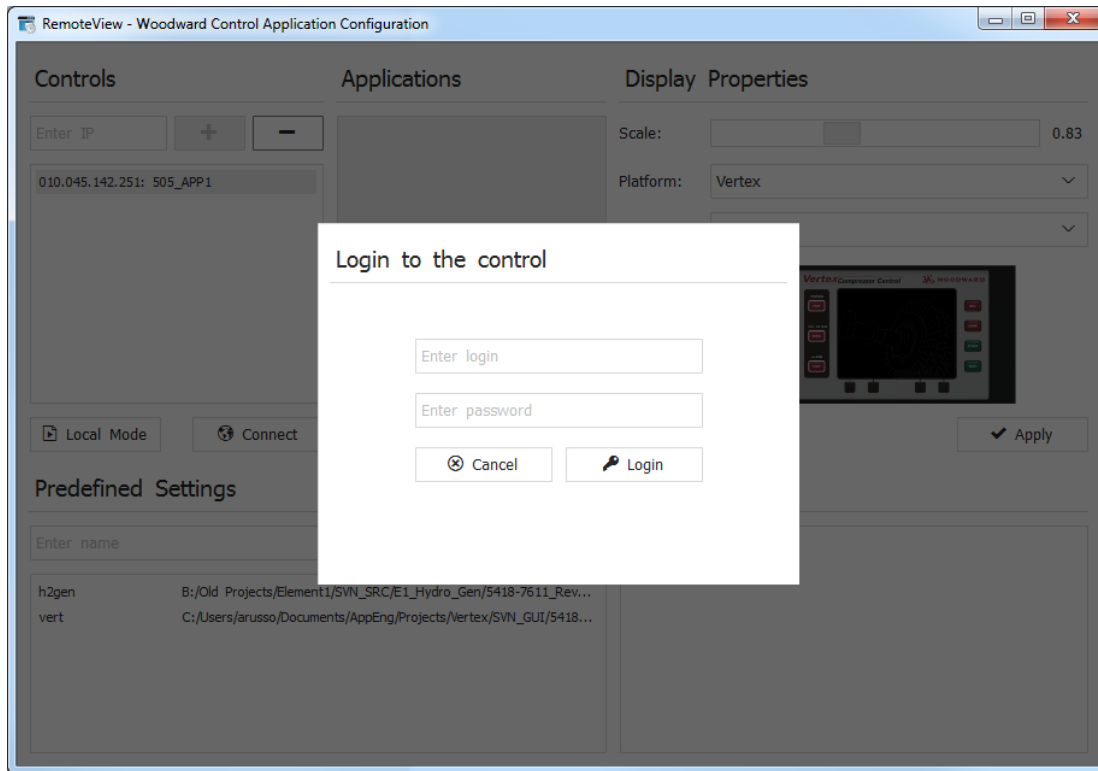 RemoteView - Woodward Control Application Configuration
Controls
Applications
Display Properties
Enter IP
Scale:
0.83
010.045.142.251: 505_APP1
Platform:
Vertex
Login to the control
Vertex Compressor Control
WOODWARD
Enter login
Enter password
Cancel
Login
Local Mode
Connect
Apply
Predefined Settings
Enter name
h2gen B:/Old Projects/Element1/SVN_SRC/E1_Hydro_Gen/5418-7611_Rev...
vert C:/Users/arusso/Documents/AppEng/Projects/Vertex/SVN_GUI/5418...